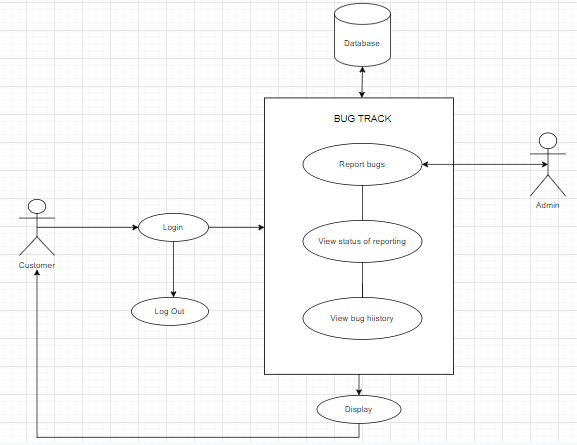 Database
BUG TRACK
Report bugs
Admin
Login
View status of reporting
Customer
Log Out
View bug hiistory
Display